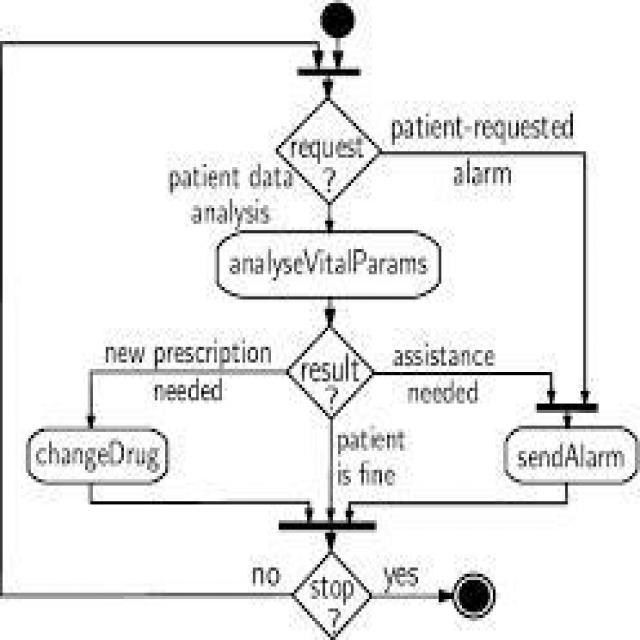 request
?
patient-requested
alarm
patient data
analysis
analyseVitalParams
new prescription
needed
result
?
assistance
needed
patient
is fine
changeDrug
sendAlarm
no
stop
?
yes